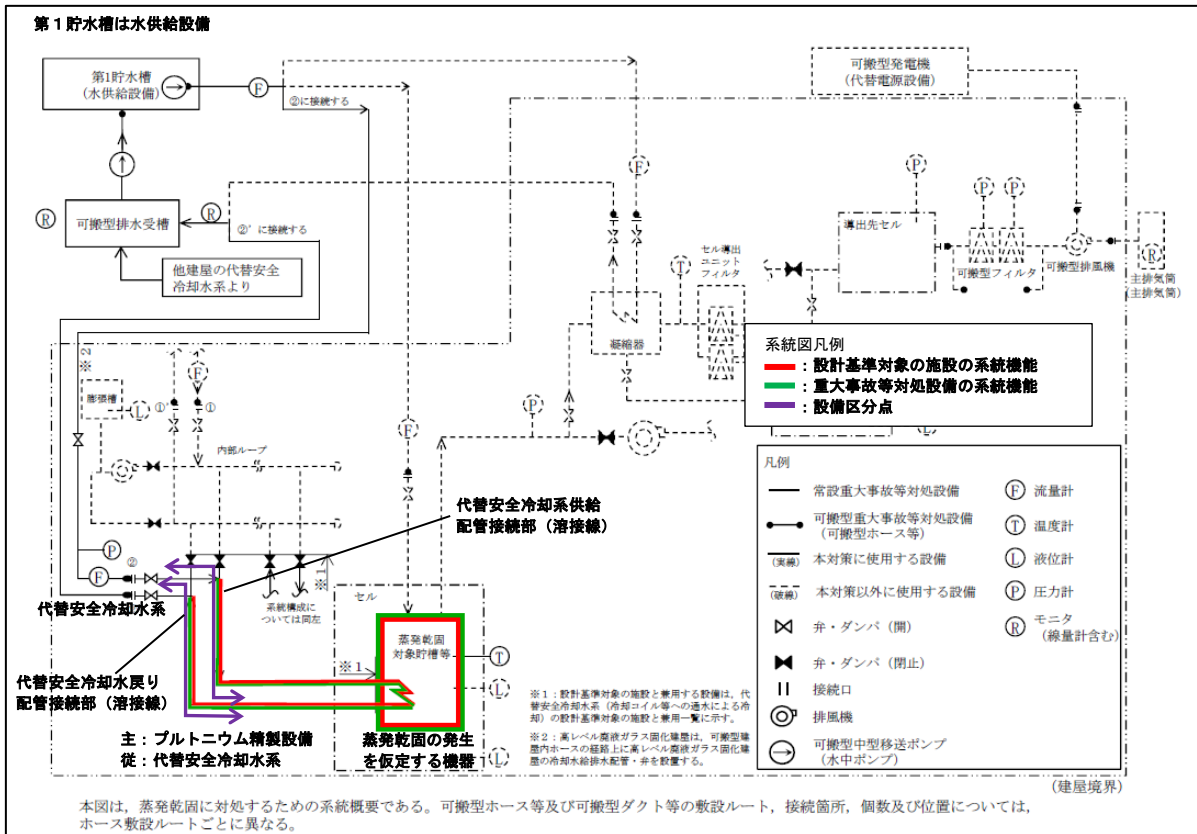 第１貯水槽は水供給設備
第1貯水槽
(水供給設備)
F
②に接続する
可搬型発電機
(代替電源設備)
F
P
P
P
R
可搬型排水受槽
R
②'に接続する
他建屋の代替安全
冷却水系より
セル導出
ユニット
フィルタ
T
導出先セル
可搬型フィルタ
可搬型排風機
R
主排気筒
(主排気筒)
凝縮器
系統図凡例
：設計基準対象の施設の系統機能
：重大事故等対処設備の系統機能
：設備区分点
※2
膨張槽
L
①'
F
①
P
F
内部ループ
代替安全冷却系供給
配管接続部（溶接線）
P
②
F
代替安全冷却水系
※1
系統構成に
ついては同左
セル
蒸発乾固
対象貯槽等
※1
T
L
L
代替安全冷却水戻り
配管接続部（溶接線）
主：プルトニウム精製設備
従：代替安全冷却水系
蒸発乾固の発生
を仮定する機器
※1：設計基準対象の施設と兼用する設備は，代
替安全冷却水系（冷却コイル等への通水による冷
却）の設計基準対象の施設と兼用一覧に示す。
※2：高レベル廃液ガラス固化建屋は，可搬型建
屋内ホースの経路上に高レベル廃液ガラス固化建
屋の冷却水給排水配管・弁を設置する。
凡例
常設重大事故等対処設備
可搬型重大事故等対処設備
(可搬型ホース等)
(実線)
本対策に使用する設備
(破線)
本対策以外に使用する設備
弁・ダンパ（開）
弁・ダンパ（閉止）
接続口
排風機
可搬型中型移送ポンプ
(水中ポンプ)
F 流量計
T 温度計
L 液位計
P 圧力計
R モニタ
(線量計含む)
(建屋境界)
本図は，蒸発乾固に対処するための系統概要である。可搬型ホース等及び可搬型ダクト等の敷設ルート，接続箇所，個数及び位置については，
ホース敷設ルートごとに異なる。